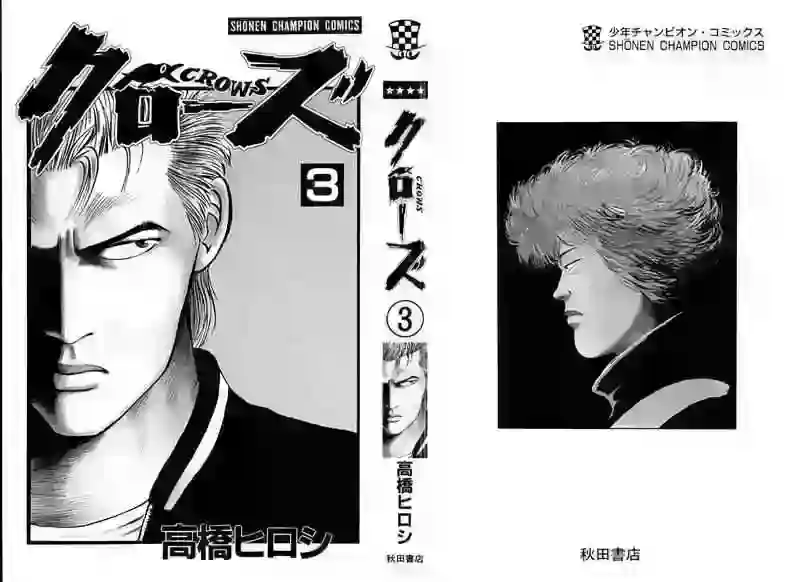 SHŌNEN CHAMPION COMICS
クローズ
CROWS
3
高橋ヒロシ
クローズ
CROWS
3
高橋ヒロシ
秋田書店
少年チャンピオン・コミックス
SHŌNEN CHAMPION COMICS
秋田書店